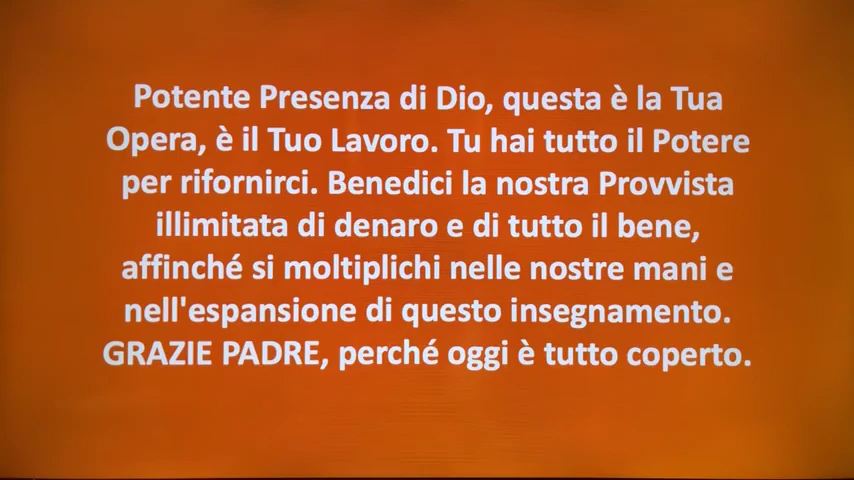 Potente Presenza di Dio, questa è la Tua
Opera, è il Tuo Lavoro. Tu hai tutto il Potere
per rifornirci. Benedici la nostra Provvista
illimitata di denaro e di tutto il bene,
affinché si moltiplichi nelle nostre mani e
nell'espansione di questo insegnamento.
GRAZIE PADRE, perché oggi è tutto coperto.